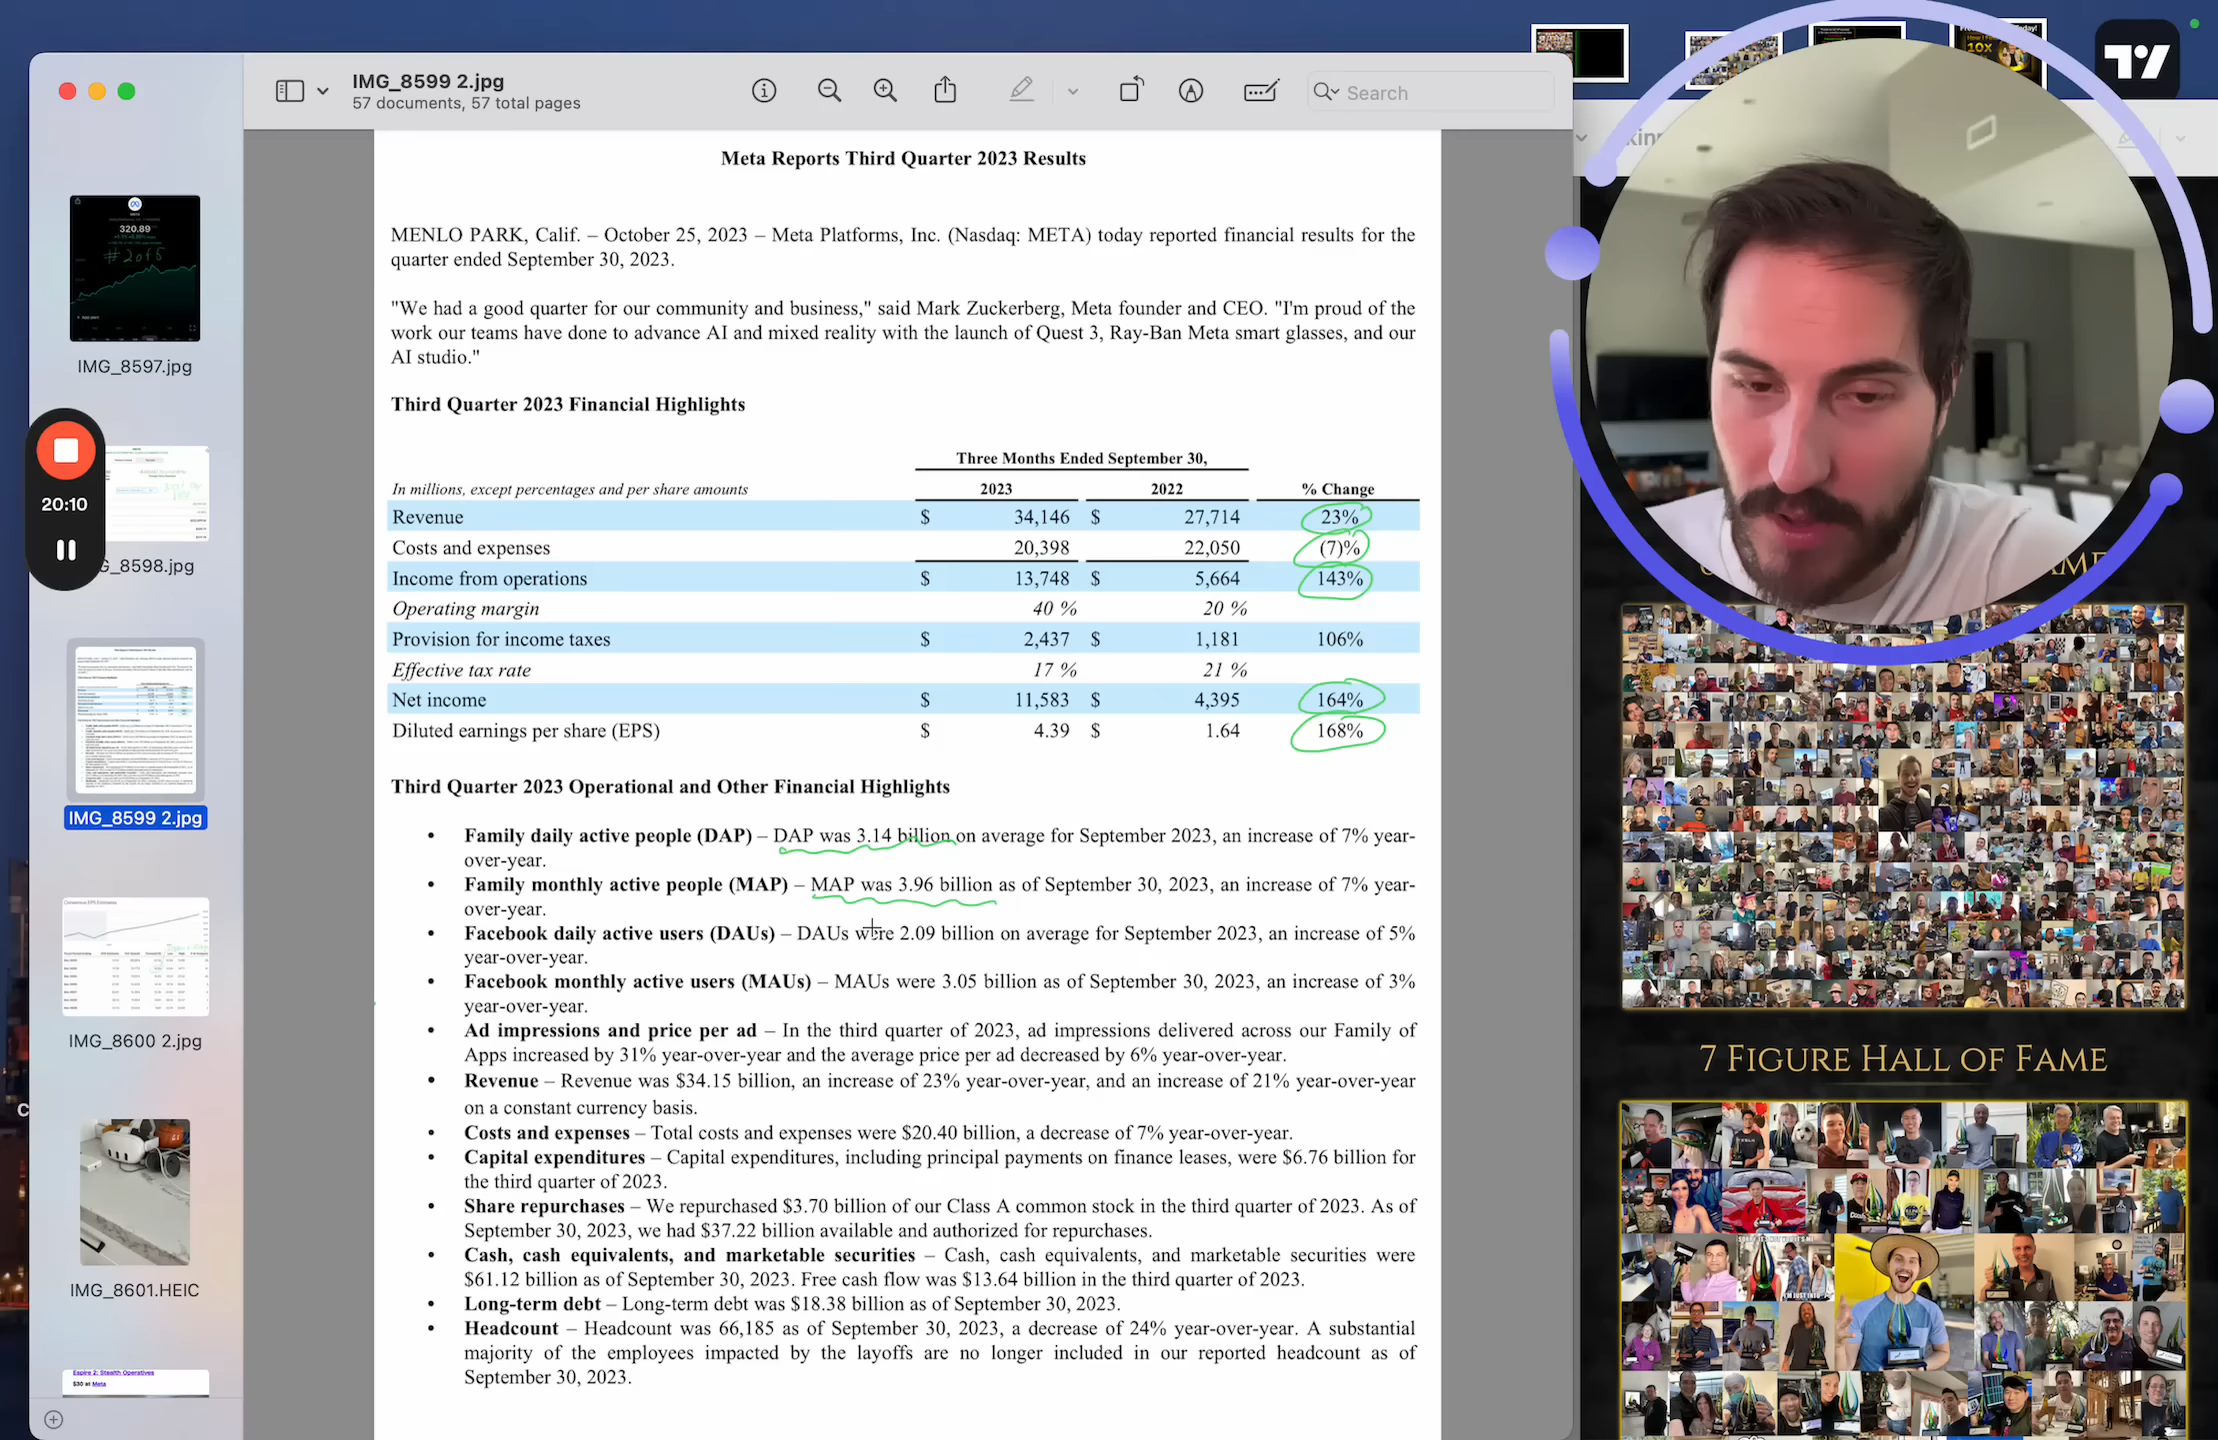 IMG_8599 2.jpg
57 documents, 57 total pages
Search
320.89
#2of5
IMG_8597.jpg
20:10
_8598.jpg
IMG_8599 2.jpg
Consensus EPS Estimates
IMG_8600 2.jpg
IMG_8601.HEIC
Espire 2: Stealth Operatives
$30 at Meta
Meta Reports Third Quarter 2023 Results
MENLO PARK, Calif. – October 25, 2023 – Meta Platforms, Inc. (Nasdaq: META) today reported financial results for the
quarter ended September 30, 2023.
"We had a good quarter for our community and business," said Mark Zuckerberg, Meta founder and CEO. "I'm proud of the
work our teams have done to advance AI and mixed reality with the launch of Quest 3, Ray-Ban Meta smart glasses, and our
AI studio."
Third Quarter 2023 Financial Highlights
Three Months Ended September 30,
In millions, except percentages and per share amounts 2023 2022 % Change
Revenue $ 34,146 $ 27,714 23%
Costs and expenses 20,398 22,050 (7)%
Income from operations $ 13,748 $ 5,664 143%
Operating margin 40 % 20 %
Provision for income taxes $ 2,437 $ 1,181 106%
Effective tax rate 17 % 21 %
Net income $ 11,583 $ 4,395 164%
Diluted earnings per share (EPS) $ 4.39 $ 1.64 168%
Third Quarter 2023 Operational and Other Financial Highlights
• Family daily active people (DAP) – DAP was 3.14 billion on average for September 2023, an increase of 7% year-
over-year.
• Family monthly active people (MAP) – MAP was 3.96 billion as of September 30, 2023, an increase of 7% year-
over-year.
• Facebook daily active users (DAUs) – DAUs were 2.09 billion on average for September 2023, an increase of 5%
year-over-year.
• Facebook monthly active users (MAUs) – MAUs were 3.05 billion as of September 30, 2023, an increase of 3%
year-over-year.
• Ad impressions and price per ad – In the third quarter of 2023, ad impressions delivered across our Family of
Apps increased by 31% year-over-year and the average price per ad decreased by 6% year-over-year.
• Revenue – Revenue was $34.15 billion, an increase of 23% year-over-year, and an increase of 21% year-over-year
on a constant currency basis.
• Costs and expenses – Total costs and expenses were $20.40 billion, a decrease of 7% year-over-year.
• Capital expenditures – Capital expenditures, including principal payments on finance leases, were $6.76 billion for
the third quarter of 2023.
• Share repurchases – We repurchased $3.70 billion of our Class A common stock in the third quarter of 2023. As of
September 30, 2023, we had $37.22 billion available and authorized for repurchases.
• Cash, cash equivalents, and marketable securities – Cash, cash equivalents, and marketable securities were
$61.12 billion as of September 30, 2023. Free cash flow was $13.64 billion in the third quarter of 2023.
• Long-term debt – Long-term debt was $18.38 billion as of September 30, 2023.
• Headcount – Headcount was 66,185 as of September 30, 2023, a decrease of 24% year-over-year. A substantial
majority of the employees impacted by the layoffs are no longer included in our reported headcount as of
September 30, 2023.
10x
7 FIGURE HALL OF FAME